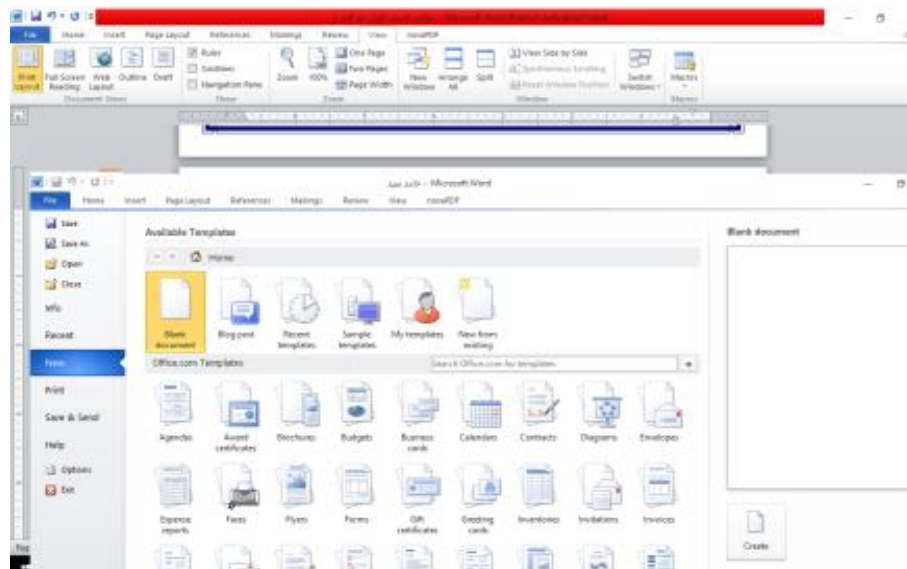 File Home Insert Page Layout References Mailings Review View novaPDF
Print Layout Full Screen Reading Web Layout Outline Draft
Document Views
Ruler
Gridlines
Navigation Pane
Show
Zoom 100%
One Page
Two Pages
Page Width
Zoom
New Window Arrange All Split
View Side by Side
Synchronous Scrolling
Reset Window Position
Window
Switch Windows
Macros
Macros
Microsoft Word
File Home Insert Page Layout References Mailings Review View novaPDF
Save
Save As
Open
Close
Info
Recent
New
Print
Save & Send
Help
Options
Exit
Available Templates
Home
Blank document Blog post Recent templates Sample templates My templates New from existing
Office.com Templates Search Office.com for templates
Agendas Award certificates Brochures Budgets Business cards Calendars Contracts Diagrams Envelopes
Expense reports Faxes Flyers Forms Gift certificates Greeting cards Inventories Invitations Invoices
Blank document
Create